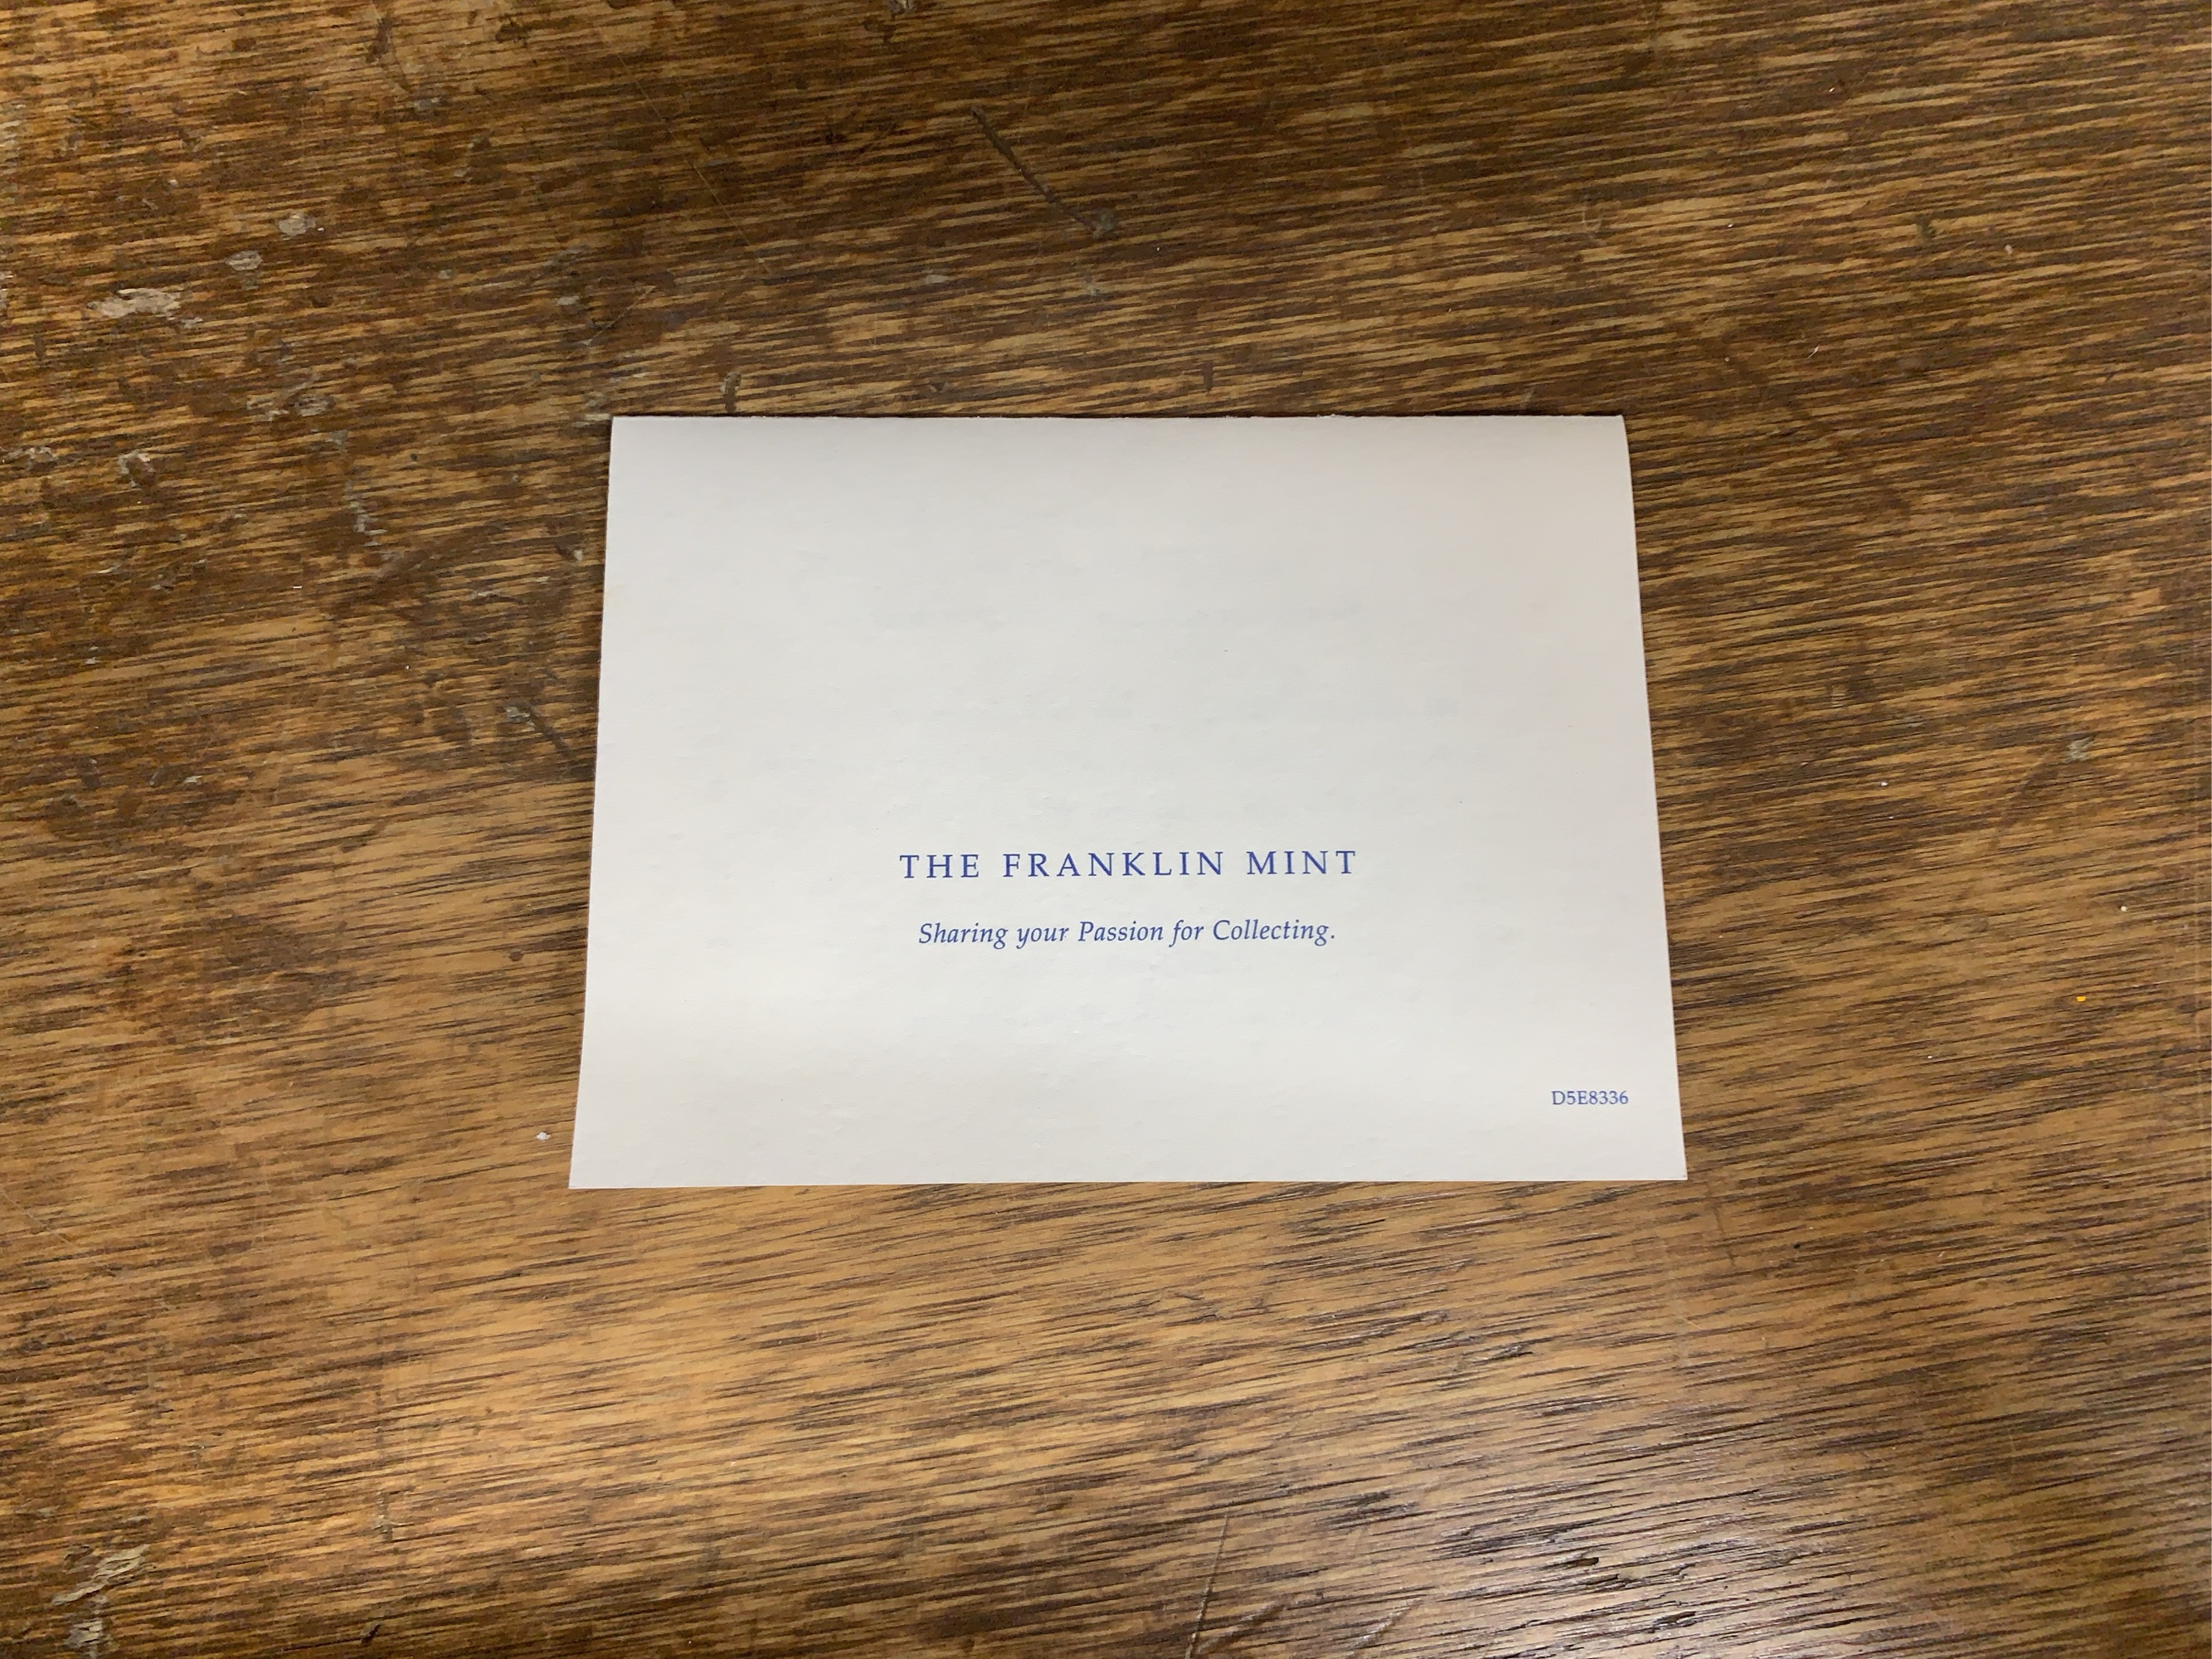 THE FRANKLIN MINT
Sharing your Passion for Collecting.
D5E8336